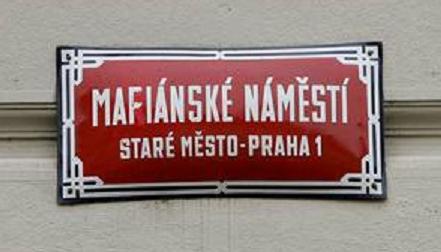 MAFIÁNSKÉ NÁMĚSTÍ
STARÉ MĚSTO-PRAHA 1